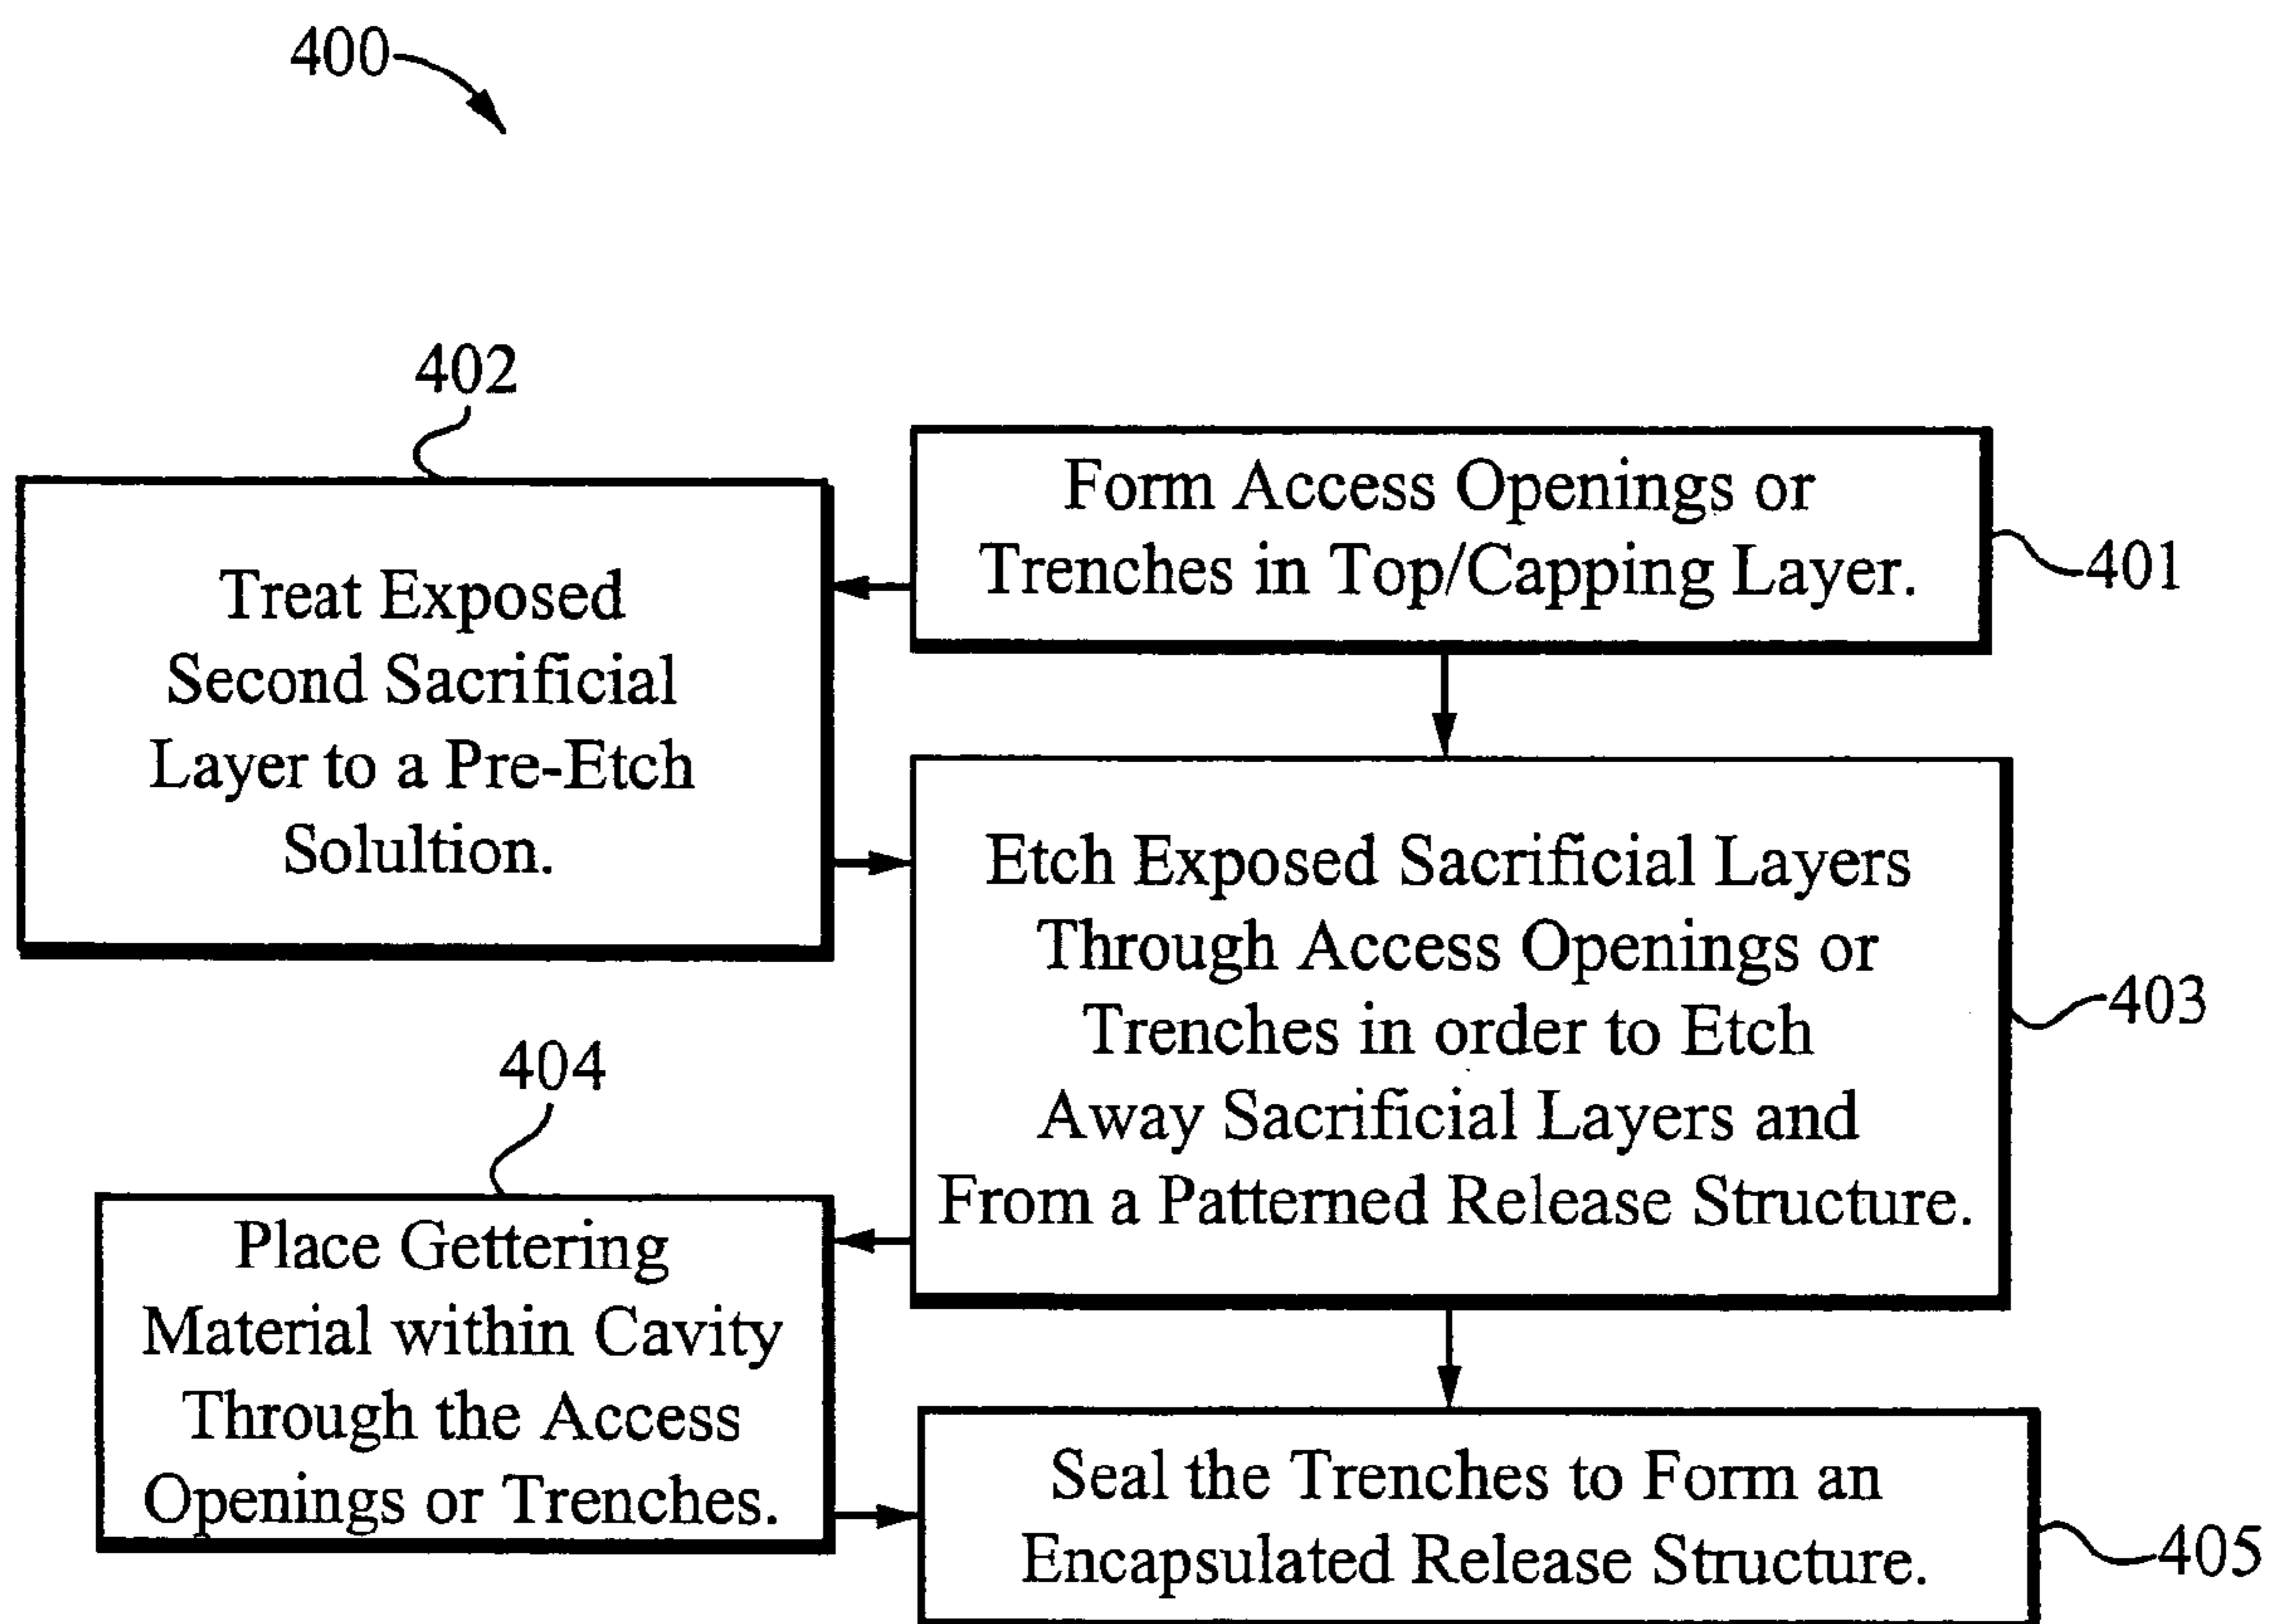 400
402
Form Access Openings or
Trenches in Top/Capping Layer.
401
Treat Exposed
Second Sacrificial
Layer to a Pre-Etch
Solultion.
Etch Exposed Sacrificial Layers
Through Access Openings or
Trenches in order to Etch
Away Sacrificial Layers and
From a Patterned Release Structure.
403
404
Place Gettering
Material within Cavity
Through the Access
Openings or Trenches.
Seal the Trenches to Form an
Encapsulated Release Structure.
405